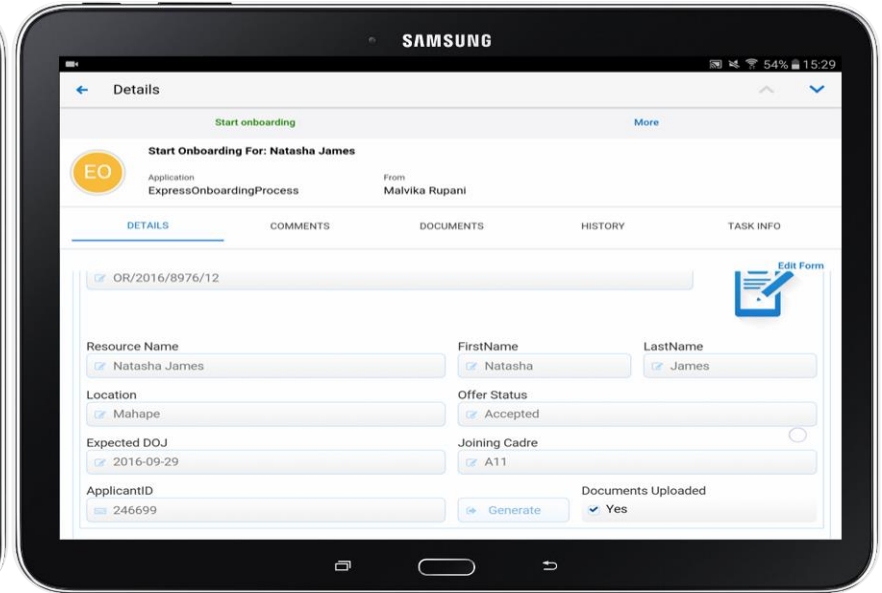 SAMSUNG
54% 15:29
Details
Start onboarding More
Start Onboarding For: Natasha James
EO
Application From
ExpressOnboardingProcess Malvika Rupani
DETAILS COMMENTS DOCUMENTS HISTORY TASK INFO
Edit Form
OR/2016/8976/12
Resource Name FirstName LastName
Natasha James Natasha James
Location Offer Status
Mahape Accepted
Expected DOJ Joining Cadre
2016-09-29 A11
ApplicantID Documents Uploaded
246699 Generate Yes